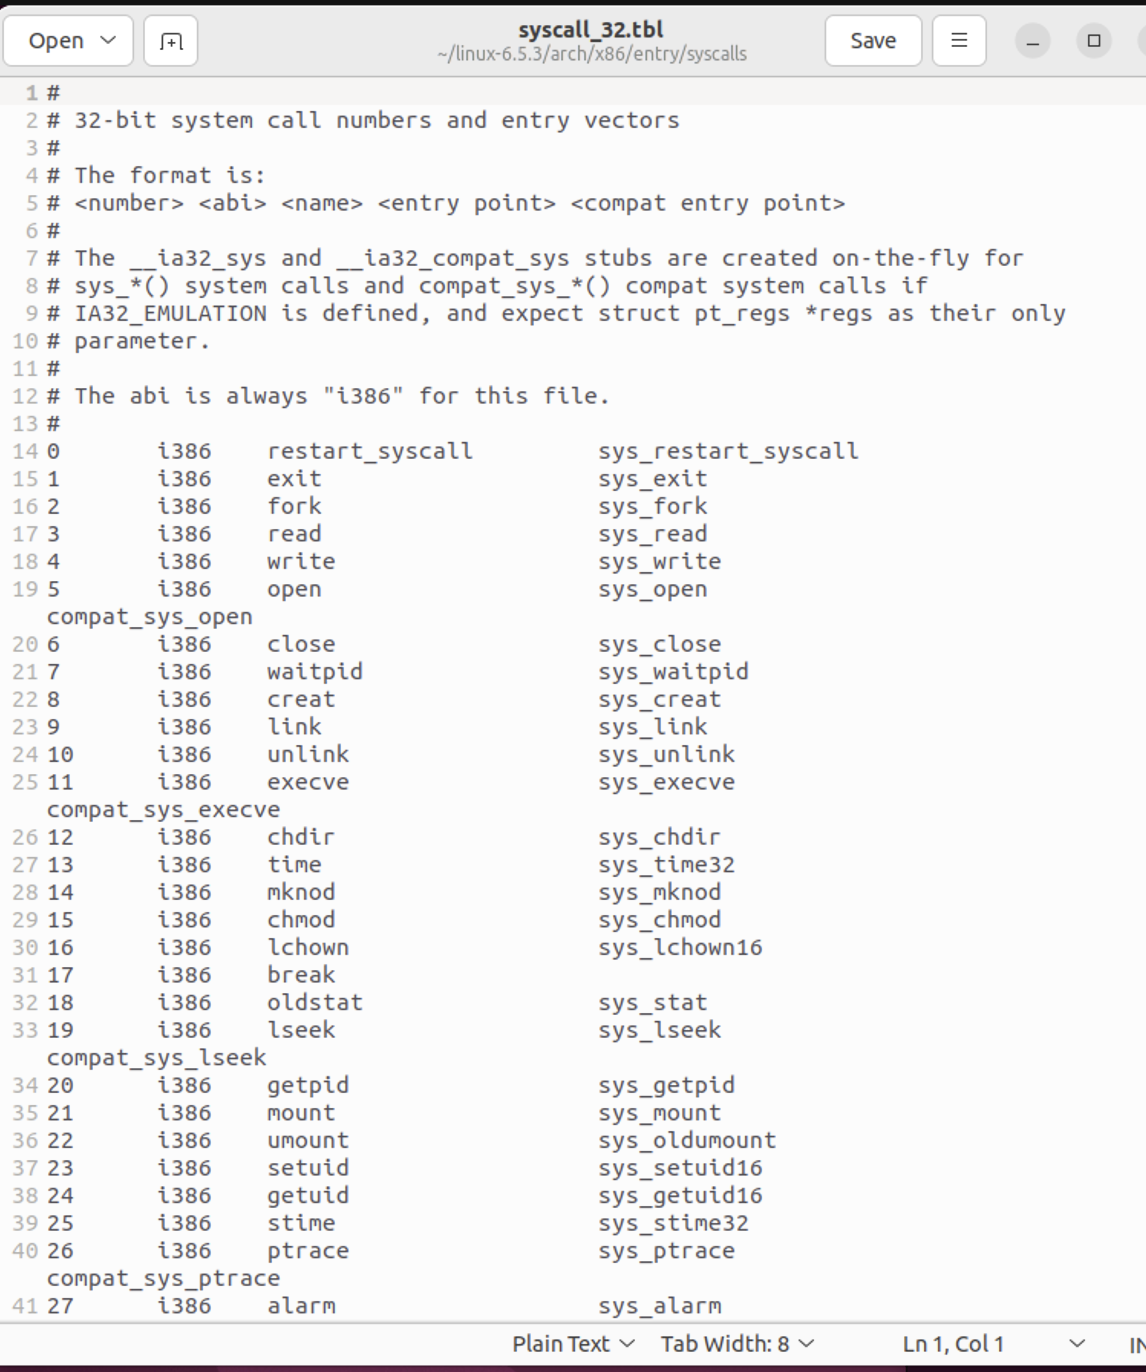 Open
syscall_32.tbl
~/linux-6.5.3/arch/x86/entry/syscalls
Save
1 #
2 # 32-bit system call numbers and entry vectors
3 #
4 # The format is:
5 # <number> <abi> <name> <entry point> <compat entry point>
6 #
7 # The __ia32_sys and __ia32_compat_sys stubs are created on-the-fly for
8 # sys_*() system calls and compat_sys_*() compat system calls if
9 # IA32_EMULATION is defined, and expect struct pt_regs *regs as their only
10 # parameter.
11 #
12 # The abi is always "i386" for this file.
13 #
14 0 i386 restart_syscall sys_restart_syscall
15 1 i386 exit sys_exit
16 2 i386 fork sys_fork
17 3 i386 read sys_read
18 4 i386 write sys_write
19 5 i386 open sys_open
compat_sys_open
20 6 i386 close sys_close
21 7 i386 waitpid sys_waitpid
22 8 i386 creat sys_creat
23 9 i386 link sys_link
24 10 i386 unlink sys_unlink
25 11 i386 execve sys_execve
compat_sys_execve
26 12 i386 chdir sys_chdir
27 13 i386 time sys_time32
28 14 i386 mknod sys_mknod
29 15 i386 chmod sys_chmod
30 16 i386 lchown sys_lchown16
31 17 i386 break
32 18 i386 oldstat sys_stat
33 19 i386 lseek sys_lseek
compat_sys_lseek
34 20 i386 getpid sys_getpid
35 21 i386 mount sys_mount
36 22 i386 umount sys_oldumount
37 23 i386 setuid sys_setuid16
38 24 i386 getuid sys_getuid16
39 25 i386 stime sys_stime32
40 26 i386 ptrace sys_ptrace
compat_sys_ptrace
41 27 i386 alarm sys_alarm
Plain Text Tab Width: 8 Ln 1, Col 1